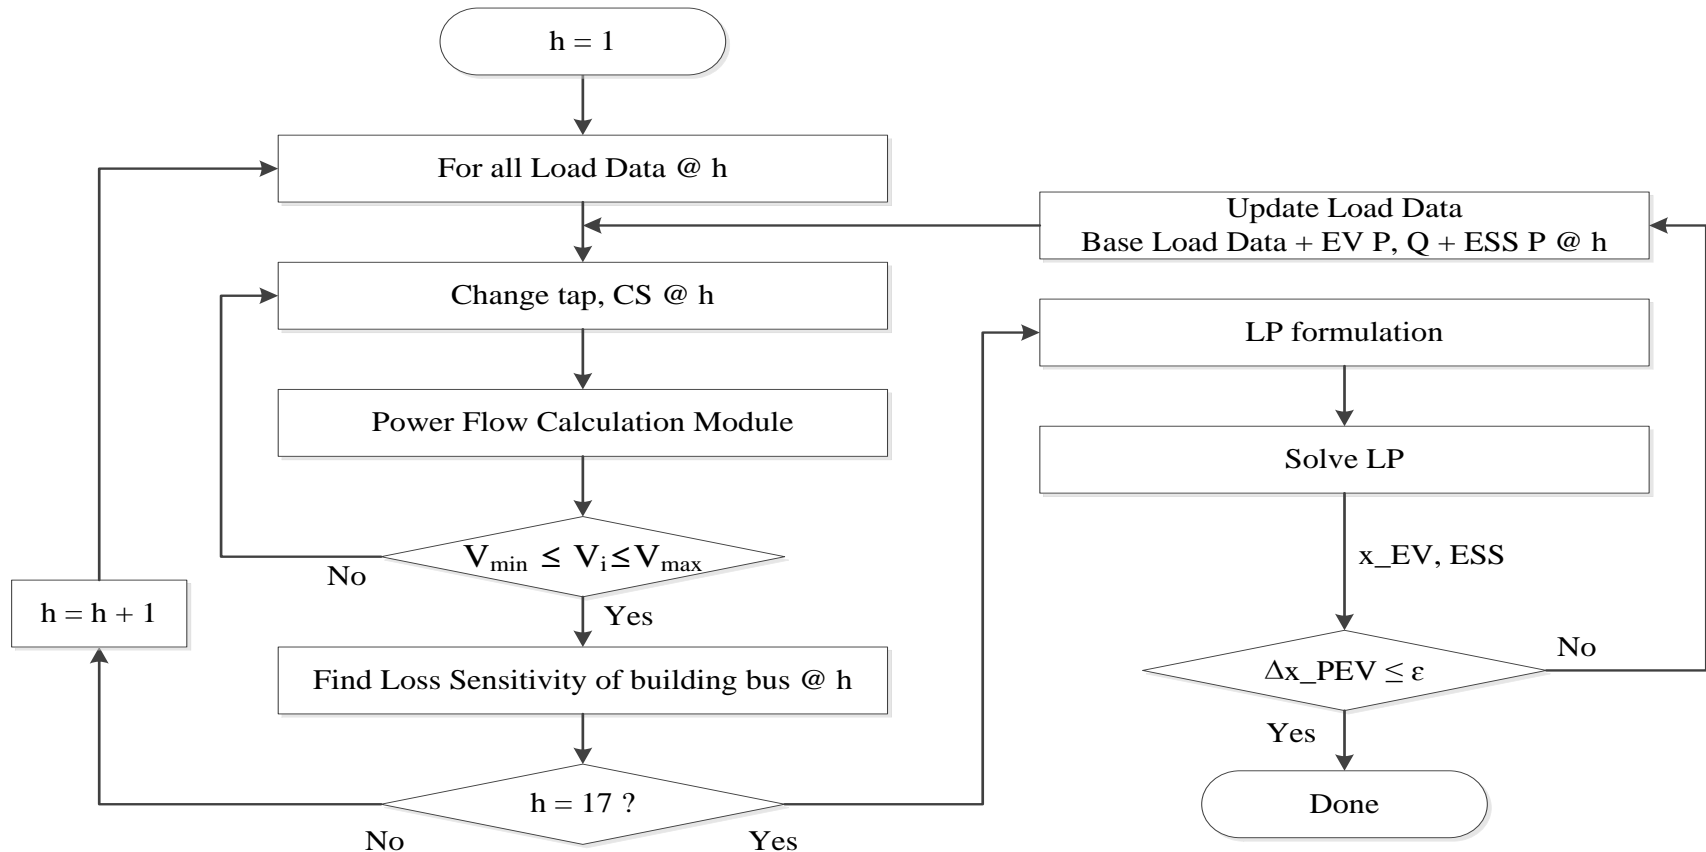 h = 1
For all Load Data @ h
Change tap, CS @ h
Power Flow Calculation Module
Vmin ≤ Vi ≤ Vmax
No
Yes
h = h + 1
Find Loss Sensitivity of building bus @ h
h = 17 ?
No
Yes
Update Load Data
Base Load Data + EV P, Q + ESS P @ h
LP formulation
Solve LP
x_EV, ESS
Δx_PEV ≤ ε
No
Yes
Done